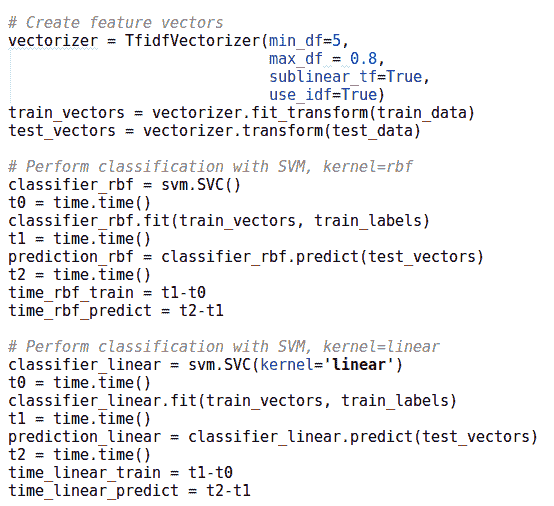 # Create feature vectors
vectorizer = TfidfVectorizer(min_df=5,
                             max_df = 0.8,
                             sublinear_tf=True,
                             use_idf=True)
train_vectors = vectorizer.fit_transform(train_data)
test_vectors = vectorizer.transform(test_data)

# Perform classification with SVM, kernel=rbf
classifier_rbf = svm.SVC()
t0 = time.time()
classifier_rbf.fit(train_vectors, train_labels)
t1 = time.time()
prediction_rbf = classifier_rbf.predict(test_vectors)
t2 = time.time()
time_rbf_train = t1-t0
time_rbf_predict = t2-t1

# Perform classification with SVM, kernel=linear
classifier_linear = svm.SVC(kernel='linear')
t0 = time.time()
classifier_linear.fit(train_vectors, train_labels)
t1 = time.time()
prediction_linear = classifier_linear.predict(test_vectors)
t2 = time.time()
time_linear_train = t1-t0
time_linear_predict = t2-t1